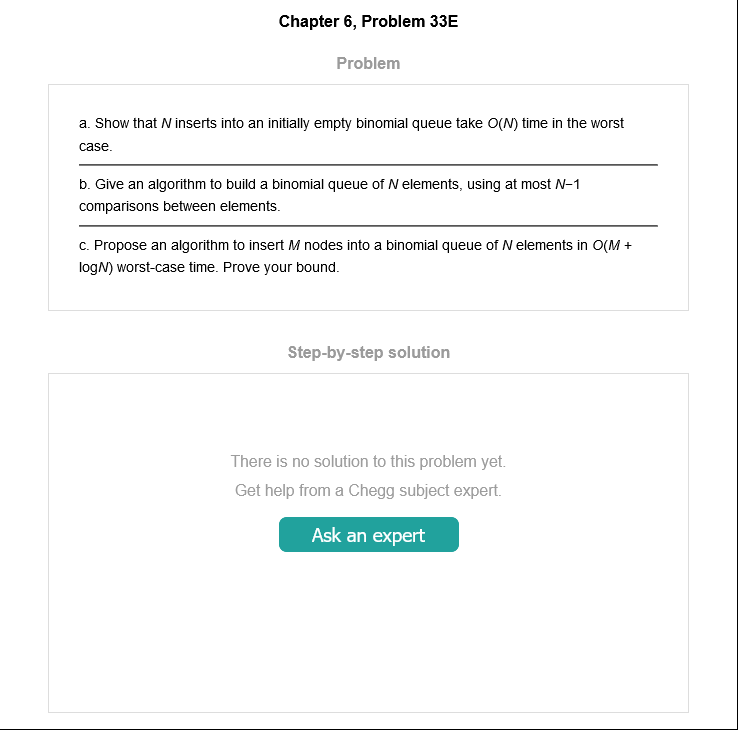 Chapter 6, Problem 33E
Problem
a. Show that N inserts into an initially empty binomial queue take O(N) time in the worst
case.
b. Give an algorithm to build a binomial queue of N elements, using at most N−1
comparisons between elements.
c. Propose an algorithm to insert M nodes into a binomial queue of N elements in O(M +
logN) worst-case time. Prove your bound.
Step-by-step solution
There is no solution to this problem yet.
Get help from a Chegg subject expert.
Ask an expert